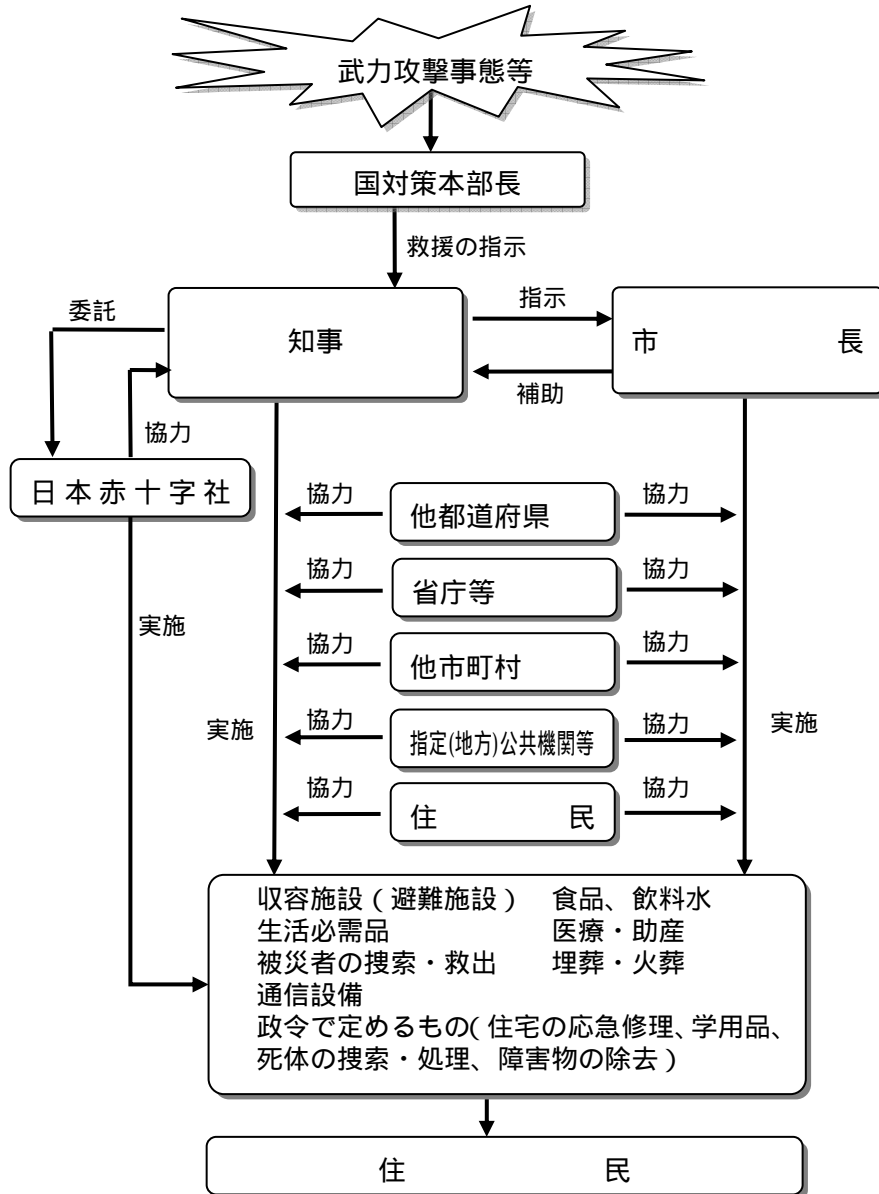 武力攻撃事態等
国対策本部長
救援の指示
委託
知事
指示
市　　　長
補助
協力
日本赤十字社
協力
他都道府県
協力
協力
省庁等
協力
実施
協力
他市町村
協力
実施
協力
指定(地方)公共機関等
協力
実施
協力
住　　　民
協力
収容施設(避難施設)　食品、飲料水
生活必需品　医療・助産
被災者の捜索・救出　埋葬・火葬
通信設備
政令で定めるもの(住宅の応急修理、学用品、
死体の捜索・処理、障害物の除去)
住　　　民